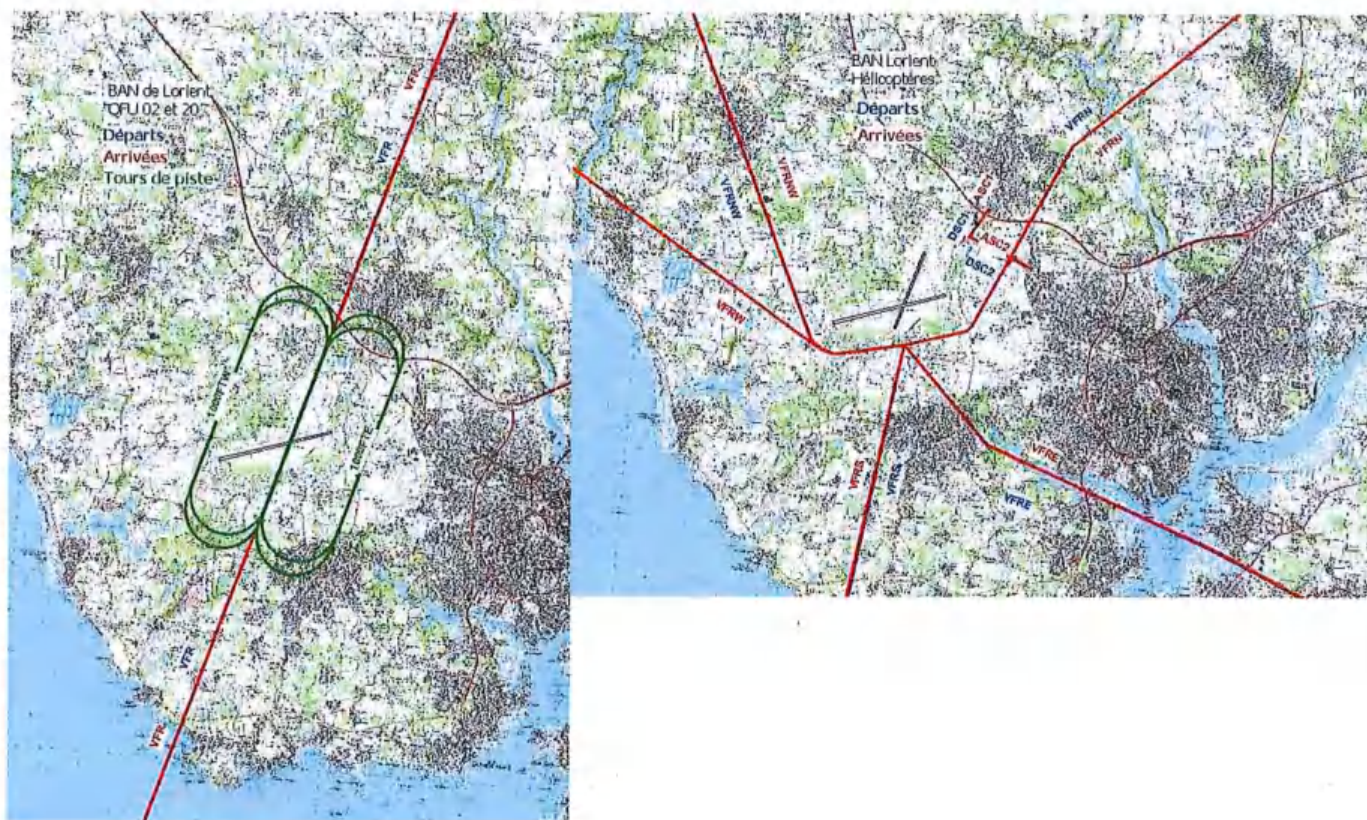 BAN de Lorient
QFU 02 et 20
Départs
Arrivées
Tours de piste
VFR
VFR
VFR
VFR
BAN Lorient
Hélicoptères
Départs
Arrivées
VFRN
VFRN
VFRNW
VFRNW
ASC1
DSC1
ASC2
DSC2
VFRW
VFRS
VFRS
VFRE
VFRE